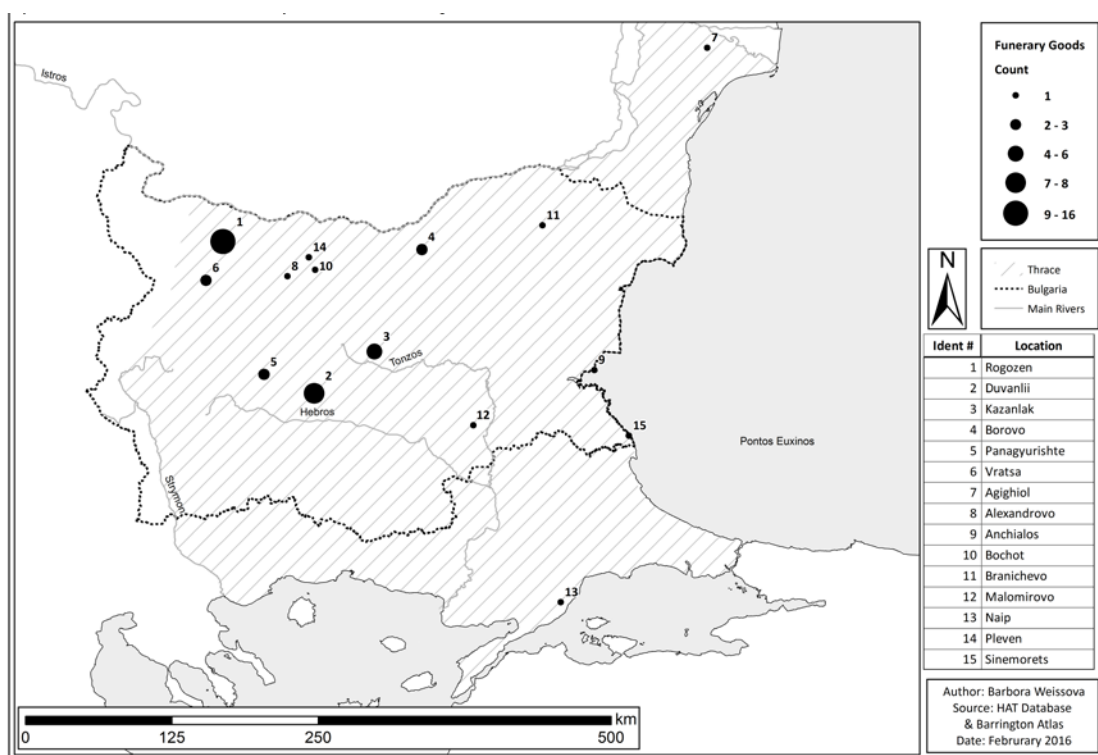 Istros
7
1
4
11
14
6
8
10
3
Tonzos
5
2
Hebros
9
12
15
Pontos Euxinos
Strymon
13
km
0 125 250 500
Funerary Goods
Count
1
2 - 3
4 - 6
7 - 8
9 - 16
N
Thrace
Bulgaria
Main Rivers
Ident # Location
1 Rogozen
2 Duvanlii
3 Kazanlak
4 Borovo
5 Panagyurishte
6 Vratsa
7 Agighiol
8 Alexandrovo
9 Anchialos
10 Bochot
11 Branichevo
12 Malomirovo
13 Naip
14 Pleven
15 Sinemorets
Author: Barbora Weissova
Source: HAT Database
& Barrington Atlas
Date: Februrary 2016